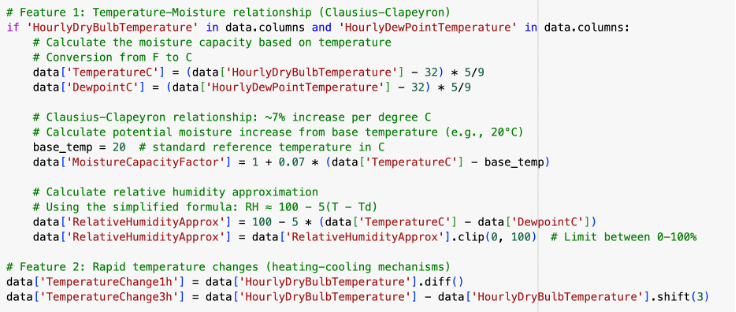 # Feature 1: Temperature-Moisture relationship (Clausius-Clapeyron)
if 'HourlyDryBulbTemperature' in data.columns and 'HourlyDewPointTemperature' in data.columns:
    # Calculate the moisture capacity based on temperature
    # Conversion from F to C
    data['TemperatureC'] = (data['HourlyDryBulbTemperature'] - 32) * 5/9
    data['DewpointC'] = (data['HourlyDewPointTemperature'] - 32) * 5/9

    # Clausius-Clapeyron relationship: ~7% increase per degree C
    # Calculate potential moisture increase from base temperature (e.g., 20°C)
    base_temp = 20  # standard reference temperature in C
    data['MoistureCapacityFactor'] = 1 + 0.07 * (data['TemperatureC'] - base_temp)

    # Calculate relative humidity approximation
    # Using the simplified formula: RH ≈ 100 - 5(T - Td)
    data['RelativeHumidityApprox'] = 100 - 5 * (data['TemperatureC'] - data['DewpointC'])
    data['RelativeHumidityApprox'] = data['RelativeHumidityApprox'].clip(0, 100)  # Limit between 0-100%

# Feature 2: Rapid temperature changes (heating-cooling mechanisms)
data['TemperatureChange1h'] = data['HourlyDryBulbTemperature'].diff()
data['TemperatureChange3h'] = data['HourlyDryBulbTemperature'] - data['HourlyDryBulbTemperature'].shift(3)